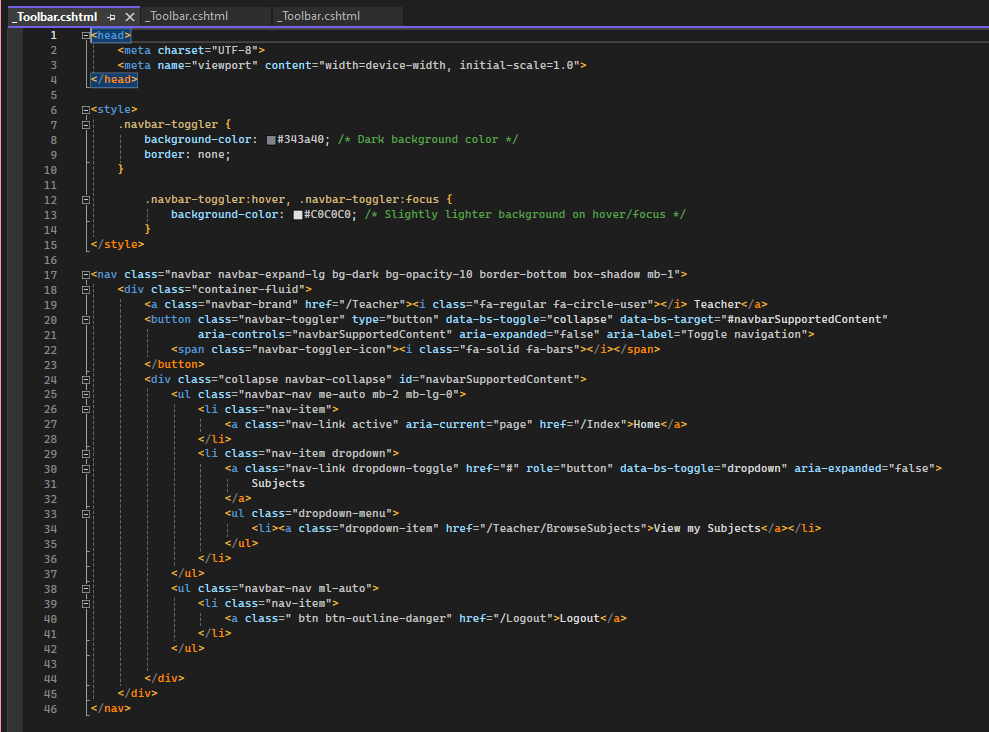 _Toolbar.cshtml _Toolbar.cshtml _Toolbar.cshtml
1 <head>
2 <meta charset="UTF-8">
3 <meta name="viewport" content="width=device-width, initial-scale=1.0">
4 </head>
5
6 <style>
7 .navbar-toggler {
8 background-color: #343a40; /* Dark background color */
9 border: none;
10 }
11
12 .navbar-toggler:hover, .navbar-toggler:focus {
13 background-color: #C0C0C0; /* Slightly lighter background on hover/focus */
14 }
15 </style>
16
17 <nav class="navbar navbar-expand-lg bg-dark bg-opacity-10 border-bottom box-shadow mb-1">
18 <div class="container-fluid">
19 <a class="navbar-brand" href="/Teacher"><i class="fa-regular fa-circle-user"></i> Teacher</a>
20 <button class="navbar-toggler" type="button" data-bs-toggle="collapse" data-bs-target="#navbarSupportedContent"
21 aria-controls="navbarSupportedContent" aria-expanded="false" aria-label="Toggle navigation">
22 <span class="navbar-toggler-icon"><i class="fa-solid fa-bars"></i></span>
23 </button>
24 <div class="collapse navbar-collapse" id="navbarSupportedContent">
25 <ul class="navbar-nav me-auto mb-2 mb-lg-0">
26 <li class="nav-item">
27 <a class="nav-link active" aria-current="page" href="/Index">Home</a>
28 </li>
29 <li class="nav-item dropdown">
30 <a class="nav-link dropdown-toggle" href="#" role="button" data-bs-toggle="dropdown" aria-expanded="false">
31 Subjects
32 </a>
33 <ul class="dropdown-menu">
34 <li><a class="dropdown-item" href="/Teacher/BrowseSubjects">View my Subjects</a></li>
35 </ul>
36 </li>
37 </ul>
38 <ul class="navbar-nav ml-auto">
39 <li class="nav-item">
40 <a class=" btn btn-outline-danger" href="/Logout">Logout</a>
41 </li>
42 </ul>
43
44 </div>
45 </div>
46 </nav>